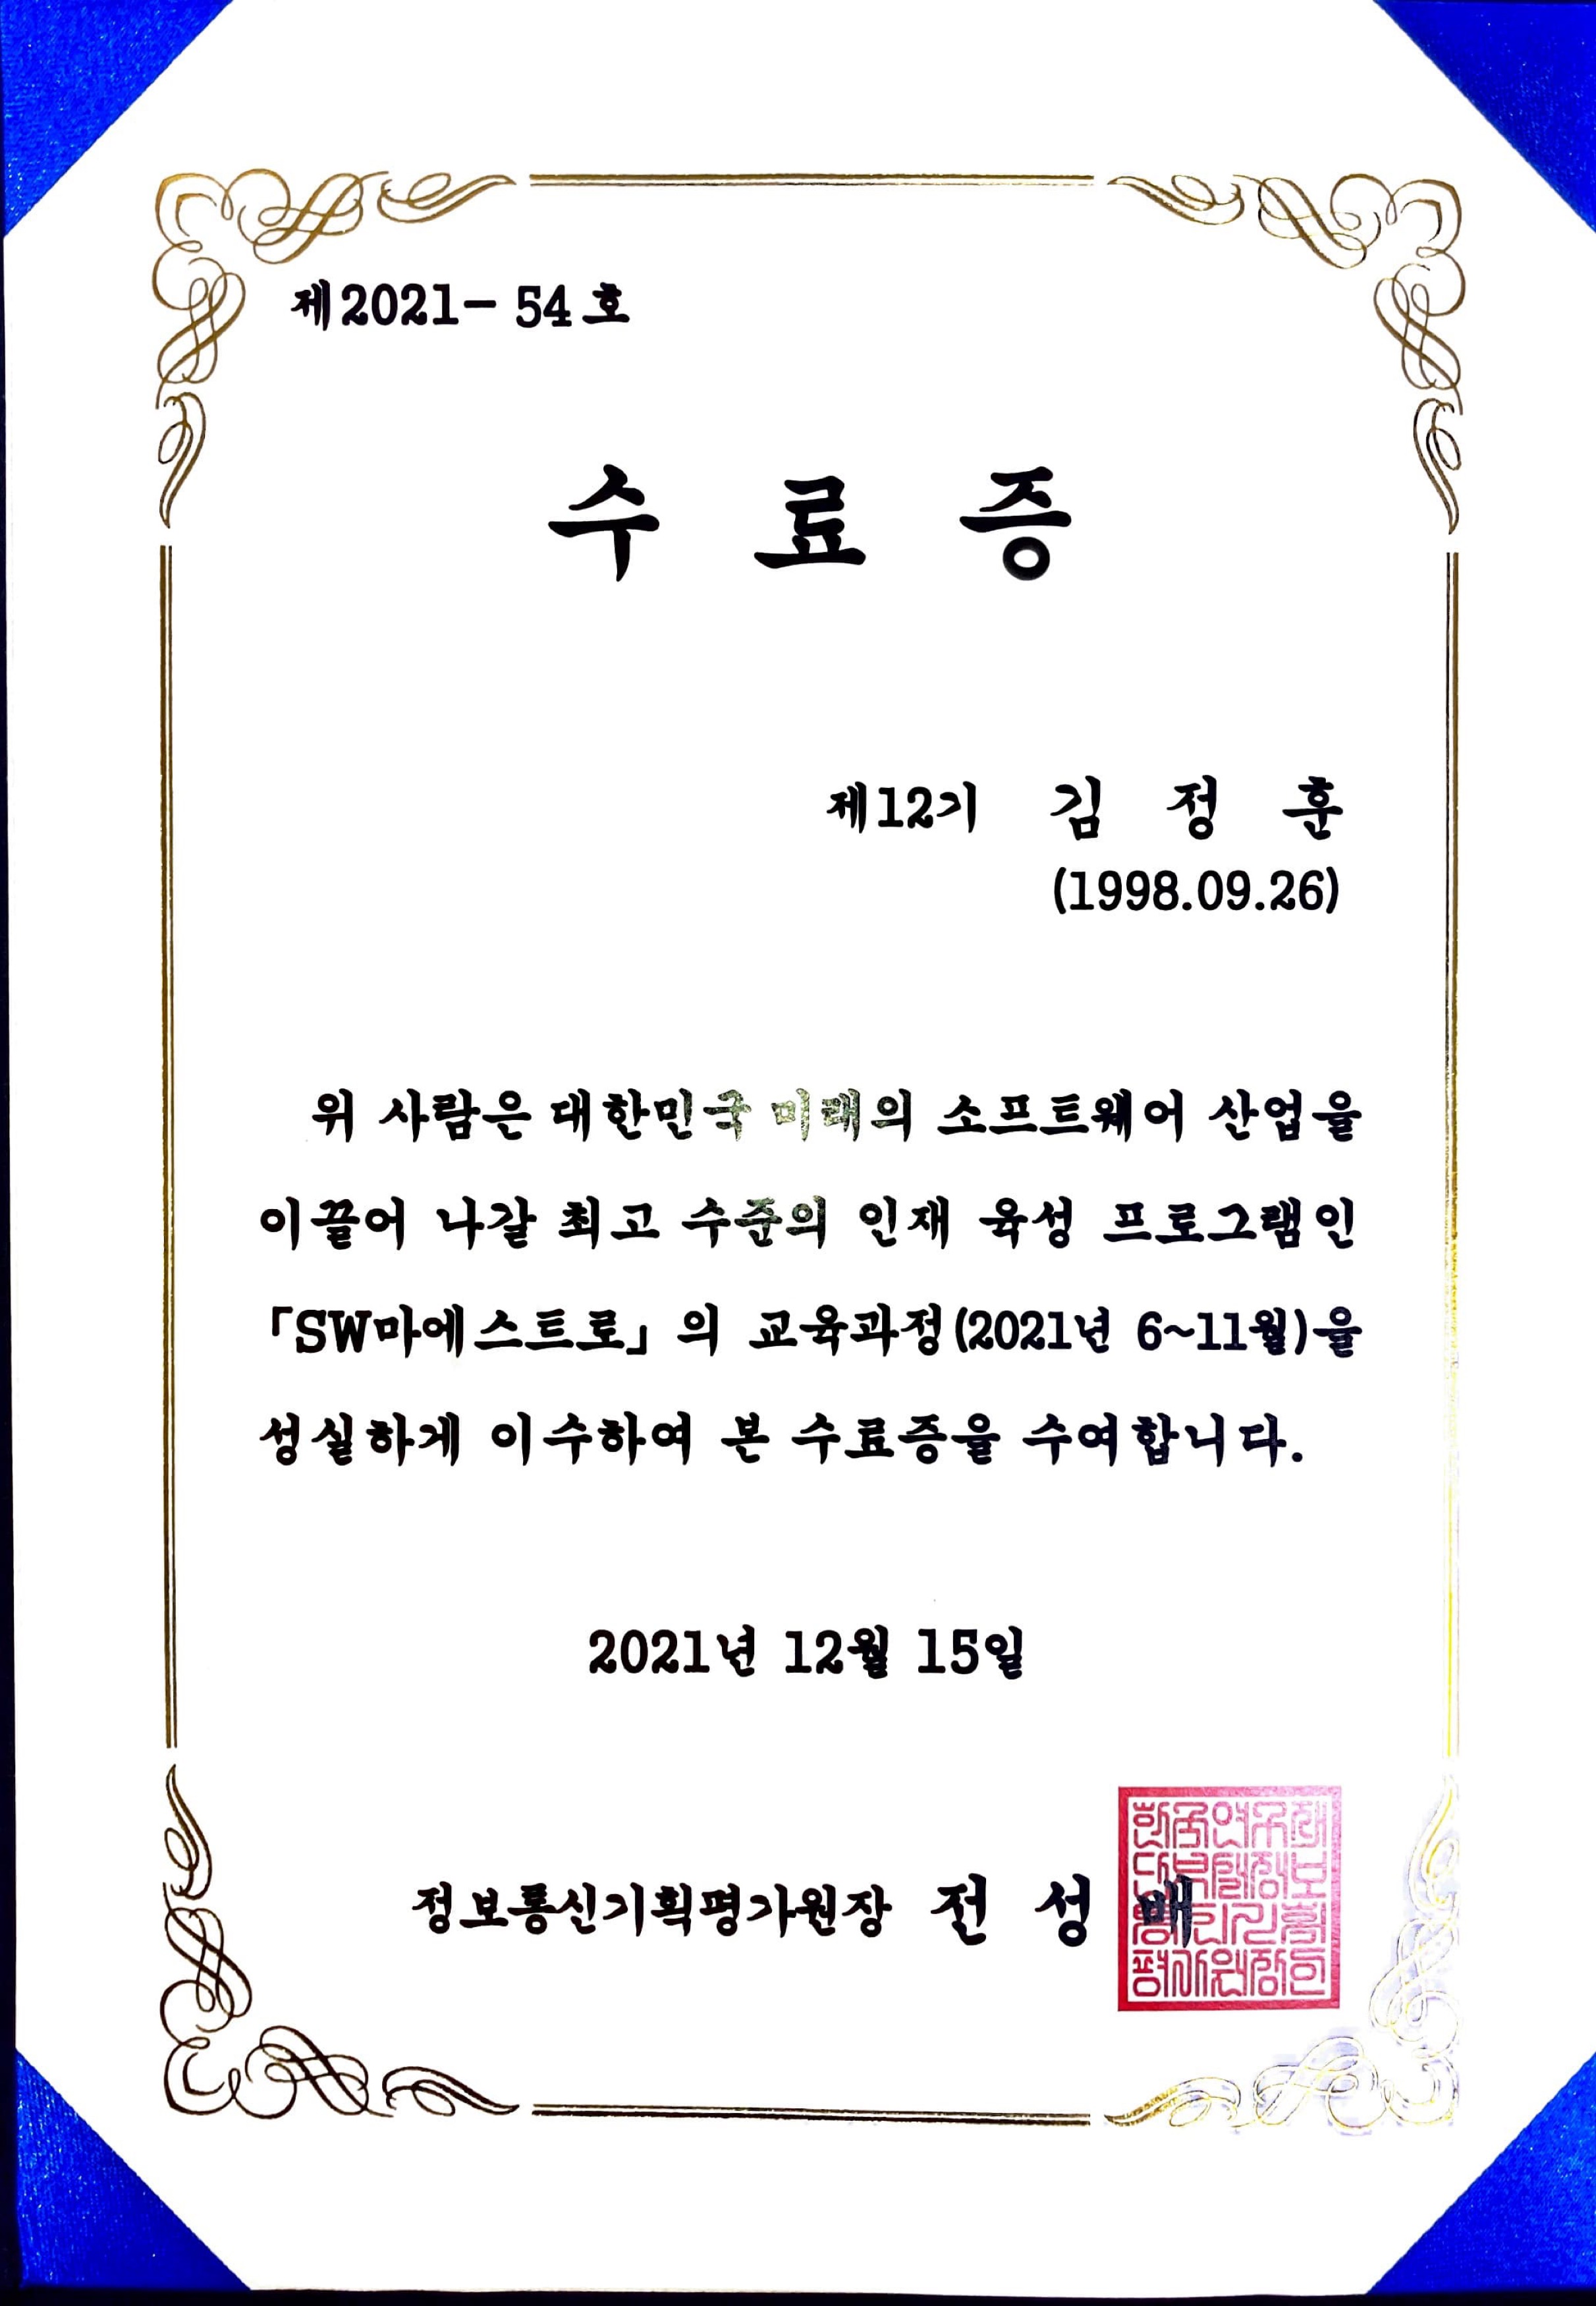 제2021- 54호
수 료 증
제12기 김 정 훈
(1998.09.26)
위 사람은 대한민국 미래의 소프트웨어 산업을
이끌어 나갈 최고 수준의 인재 육성 프로그램인
「SW마에스트로」의 교육과정(2021년 6~11월)을
성실하게 이수하여 본 수료증을 수여합니다.
2021년 12월 15일
정보통신기획평가원장 전 성 배